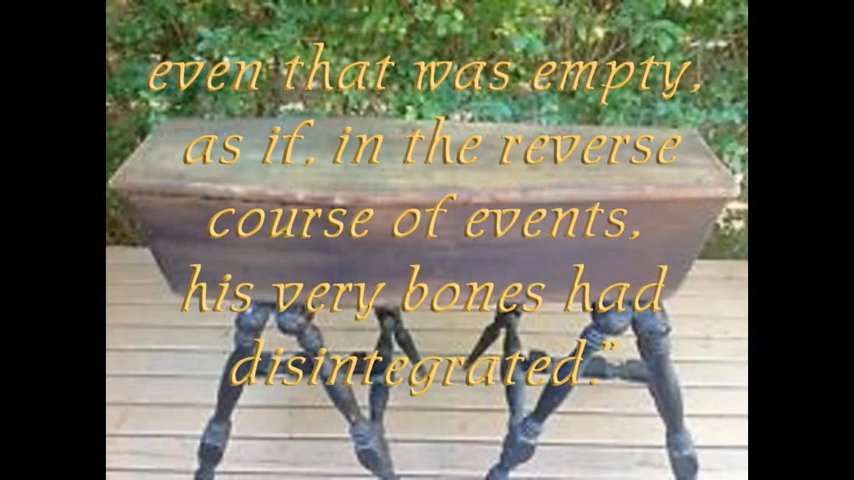 even that was empty,
as if, in the reverse
course of events,
his very bones had
disintegrated."